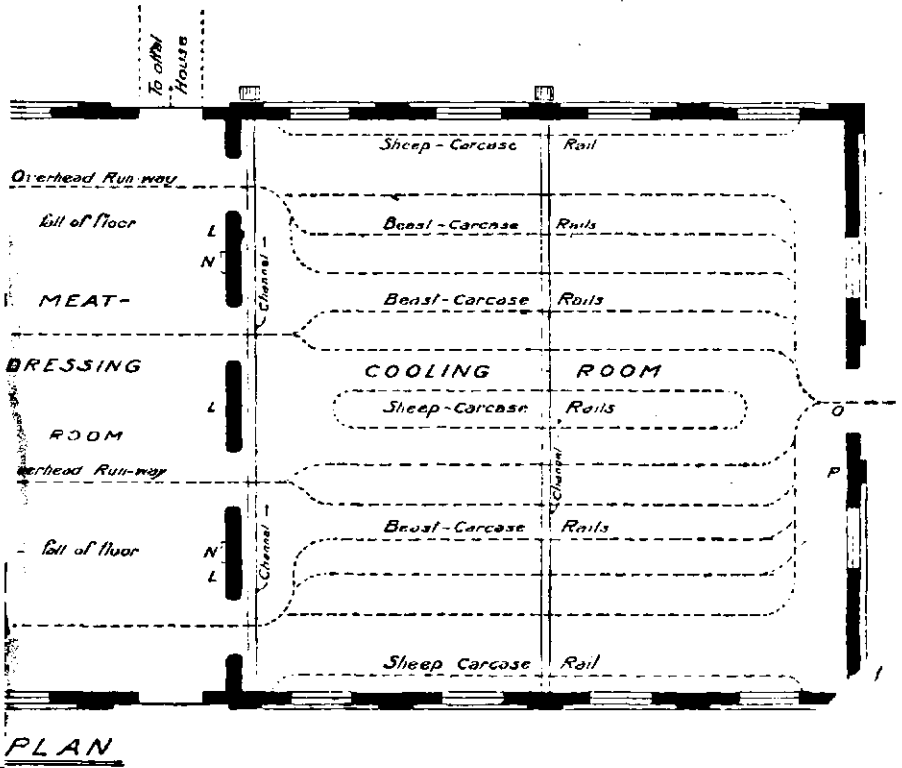 To offal
House
Sheep-Carcase Rail
Overhead Run-way
fall of floor
L
Beast-Carcase Rails
N
Channel
MEAT-
Beast-Carcase Rails
DRESSING
COOLING ROOM
L
Sheep-Carcase Rails
O
ROOM
Overhead Run-way
P
Channel
Channel
Beast-Carcase Rails
fall of floor
N
L
Sheep Carcase Rail
PLAN